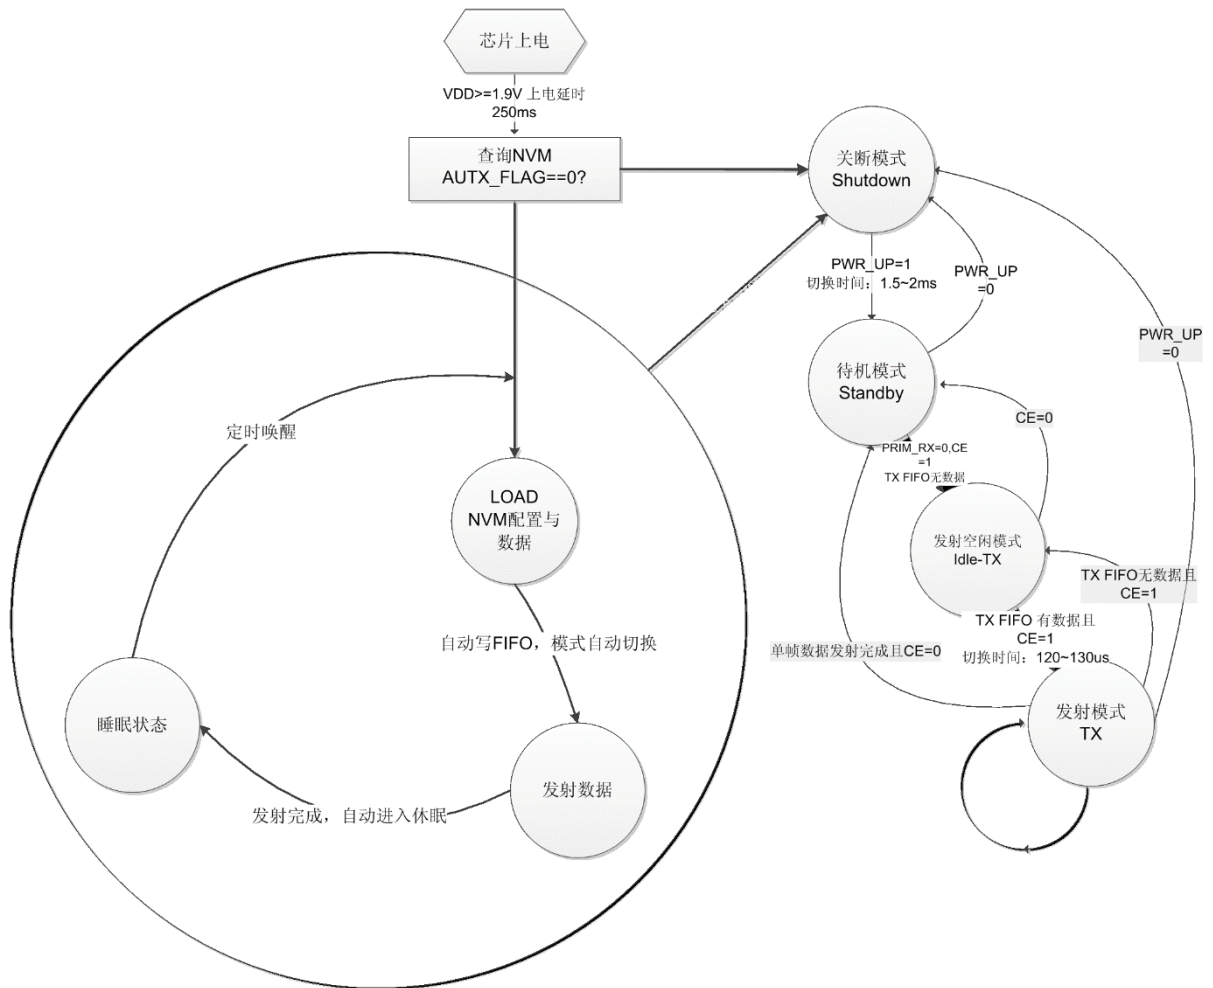 芯片上电
VDD>=1.9V 上电延时
250ms
查询NVM
AUTX_FLAG==0?
关断模式
Shutdown
PWR_UP=1
切换时间：1.5~2ms
PWR_UP
=0
PWR_UP
=0
待机模式
Standby
CE=0
定时唤醒
PRIM_RX=0,CE
=1
TX FIFO无数据
LOAD
NVM配置与
数据
发射空闲模式
Idle-TX
TX FIFO无数据且
CE=1
TX FIFO 有数据且
CE=1
切换时间：120~130us
自动写FIFO，模式自动切换
单帧数据发射完成且CE=0
睡眠状态
发射模式
TX
发射数据
发射完成，自动进入休眠